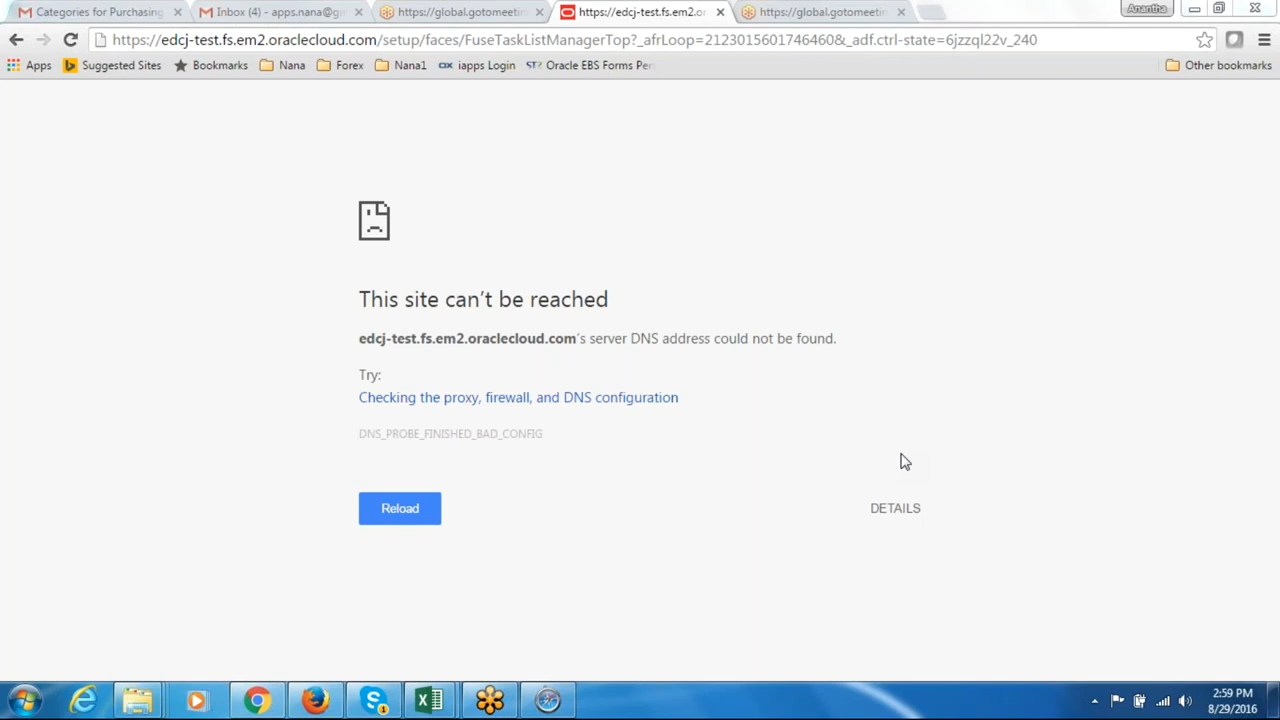 Categories for Purchasing
Inbox (4) - apps.nana@gm
https://global.gotomeetin
https://edcj-test.fs.em2.or
https://global.gotomeetin
Anantha
https://edcj-test.fs.em2.oraclecloud.com/setup/faces/FuseTaskListManagerTop?_afrLoop=2123015601746460&_adf.ctrl-state=6jzzql22v_240
Apps
Suggested Sites
Bookmarks
Nana
Forex
Nana1
iapps Login
Oracle EBS Forms Per
Other bookmarks
This site can't be reached
edcj-test.fs.em2.oraclecloud.com's server DNS address could not be found.
Try:
Checking the proxy, firewall, and DNS configuration
DNS_PROBE_FINISHED_BAD_CONFIG
Reload
DETAILS
2:59 PM
8/29/2016